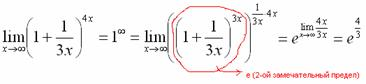 lim x→∞ (1 + 1/3x)^{4x} = 1^∞ = lim x→∞ ((1 + 1/3x)^{3x})^{1/3x · 4x} = e^{lim x→∞ 4x/3x} = e^{4/3}
e (2-ой замечательный предел)